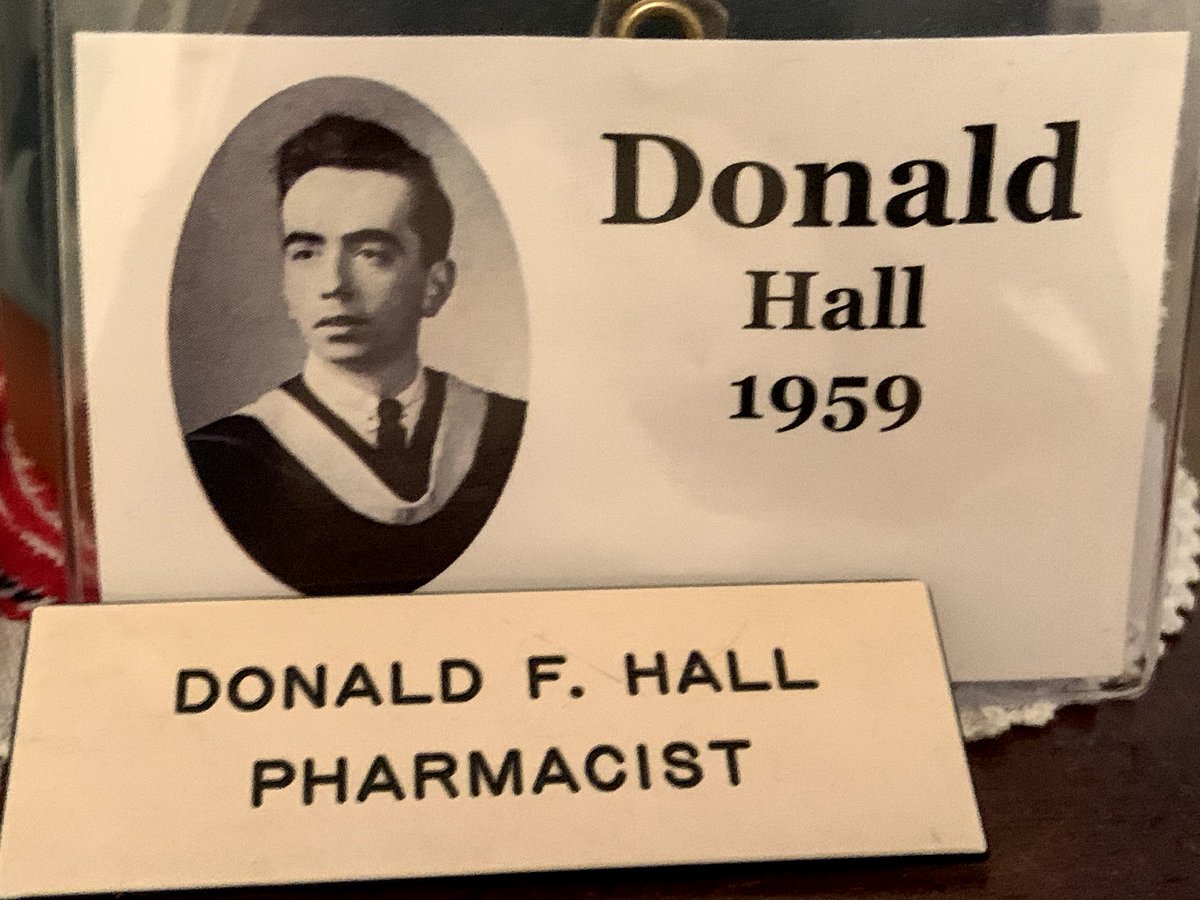 Donald
Hall
1959
DONALD F. HALL
PHARMACIST